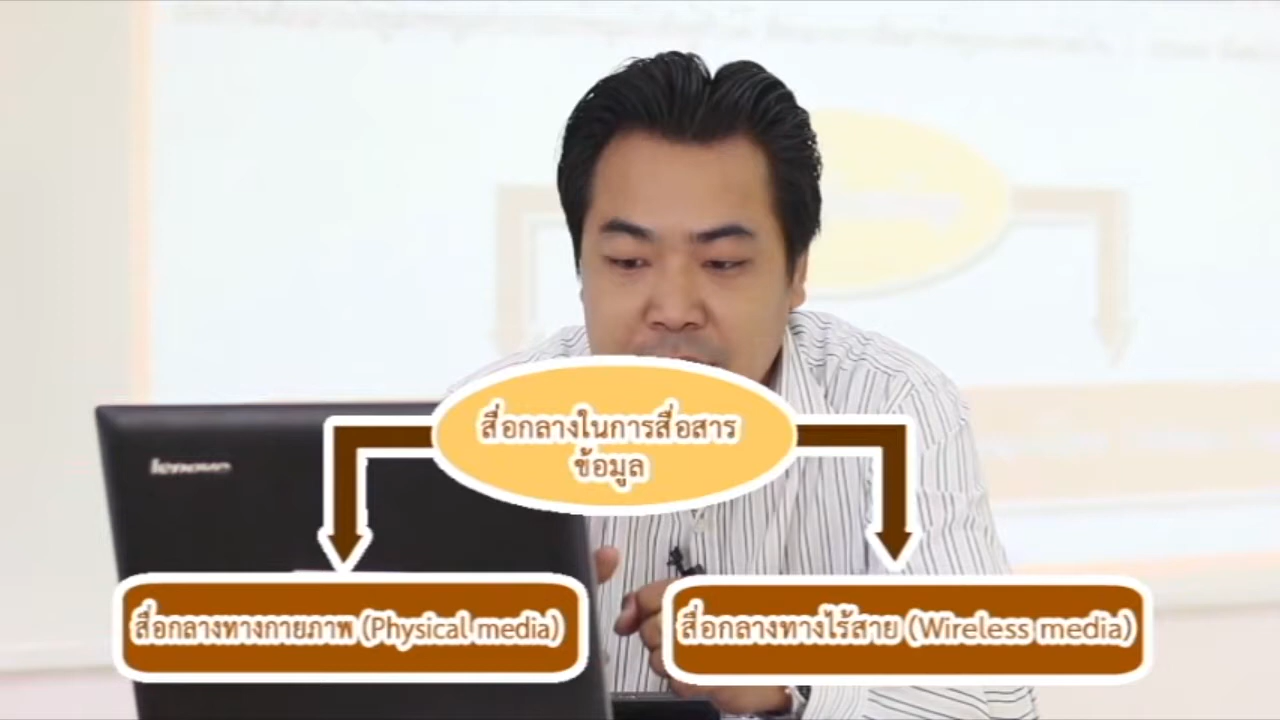 สื่อกลางในการสื่อสาร
ข้อมูล
lenovo
สื่อกลางทางกายภาพ (Physical media)
สื่อกลางทางไร้สาย (Wireless media)